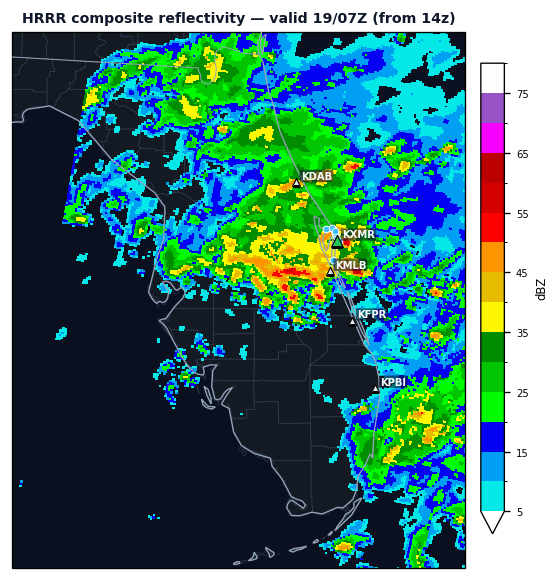 HRRR composite reflectivity — valid 19/07Z (from 14z)
KDAB
KXMR
KMLB
KFPR
KPBI
75
65
55
45
35
25
15
5
dBZ